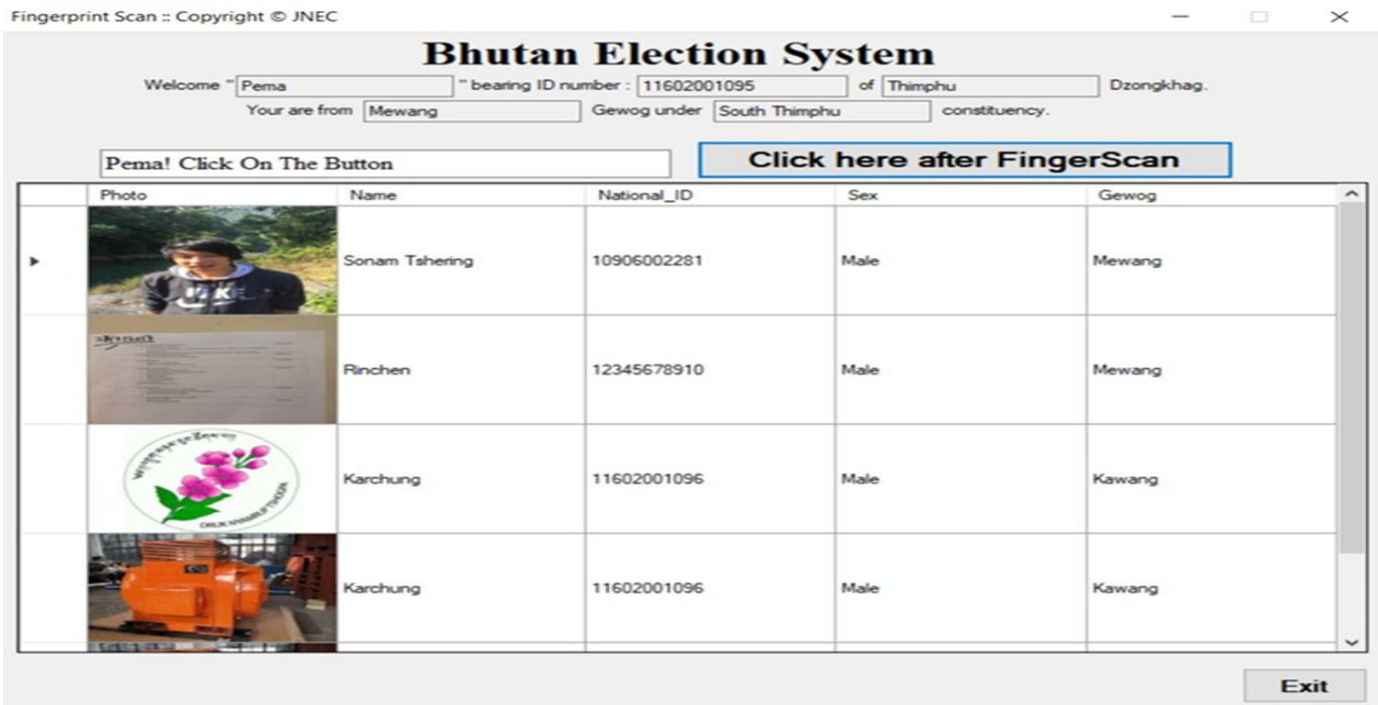 Fingerprint Scan :: Copyright © JNEC
Bhutan Election System
Welcome " Pema " bearing ID number : 11602001095 of Thimphu Dzongkhag.
Your are from Mewang Gewog under South Thimphu constituency.
Pema! Click On The Button Click here after FingerScan
Photo Name National_ID Sex Gewog
Sonam Tshering 10906002281 Male Mewang
Rinchen 12345678910 Male Mewang
Karchung 11602001096 Male Kawang
Karchung 11602001096 Male Kawang
Exit